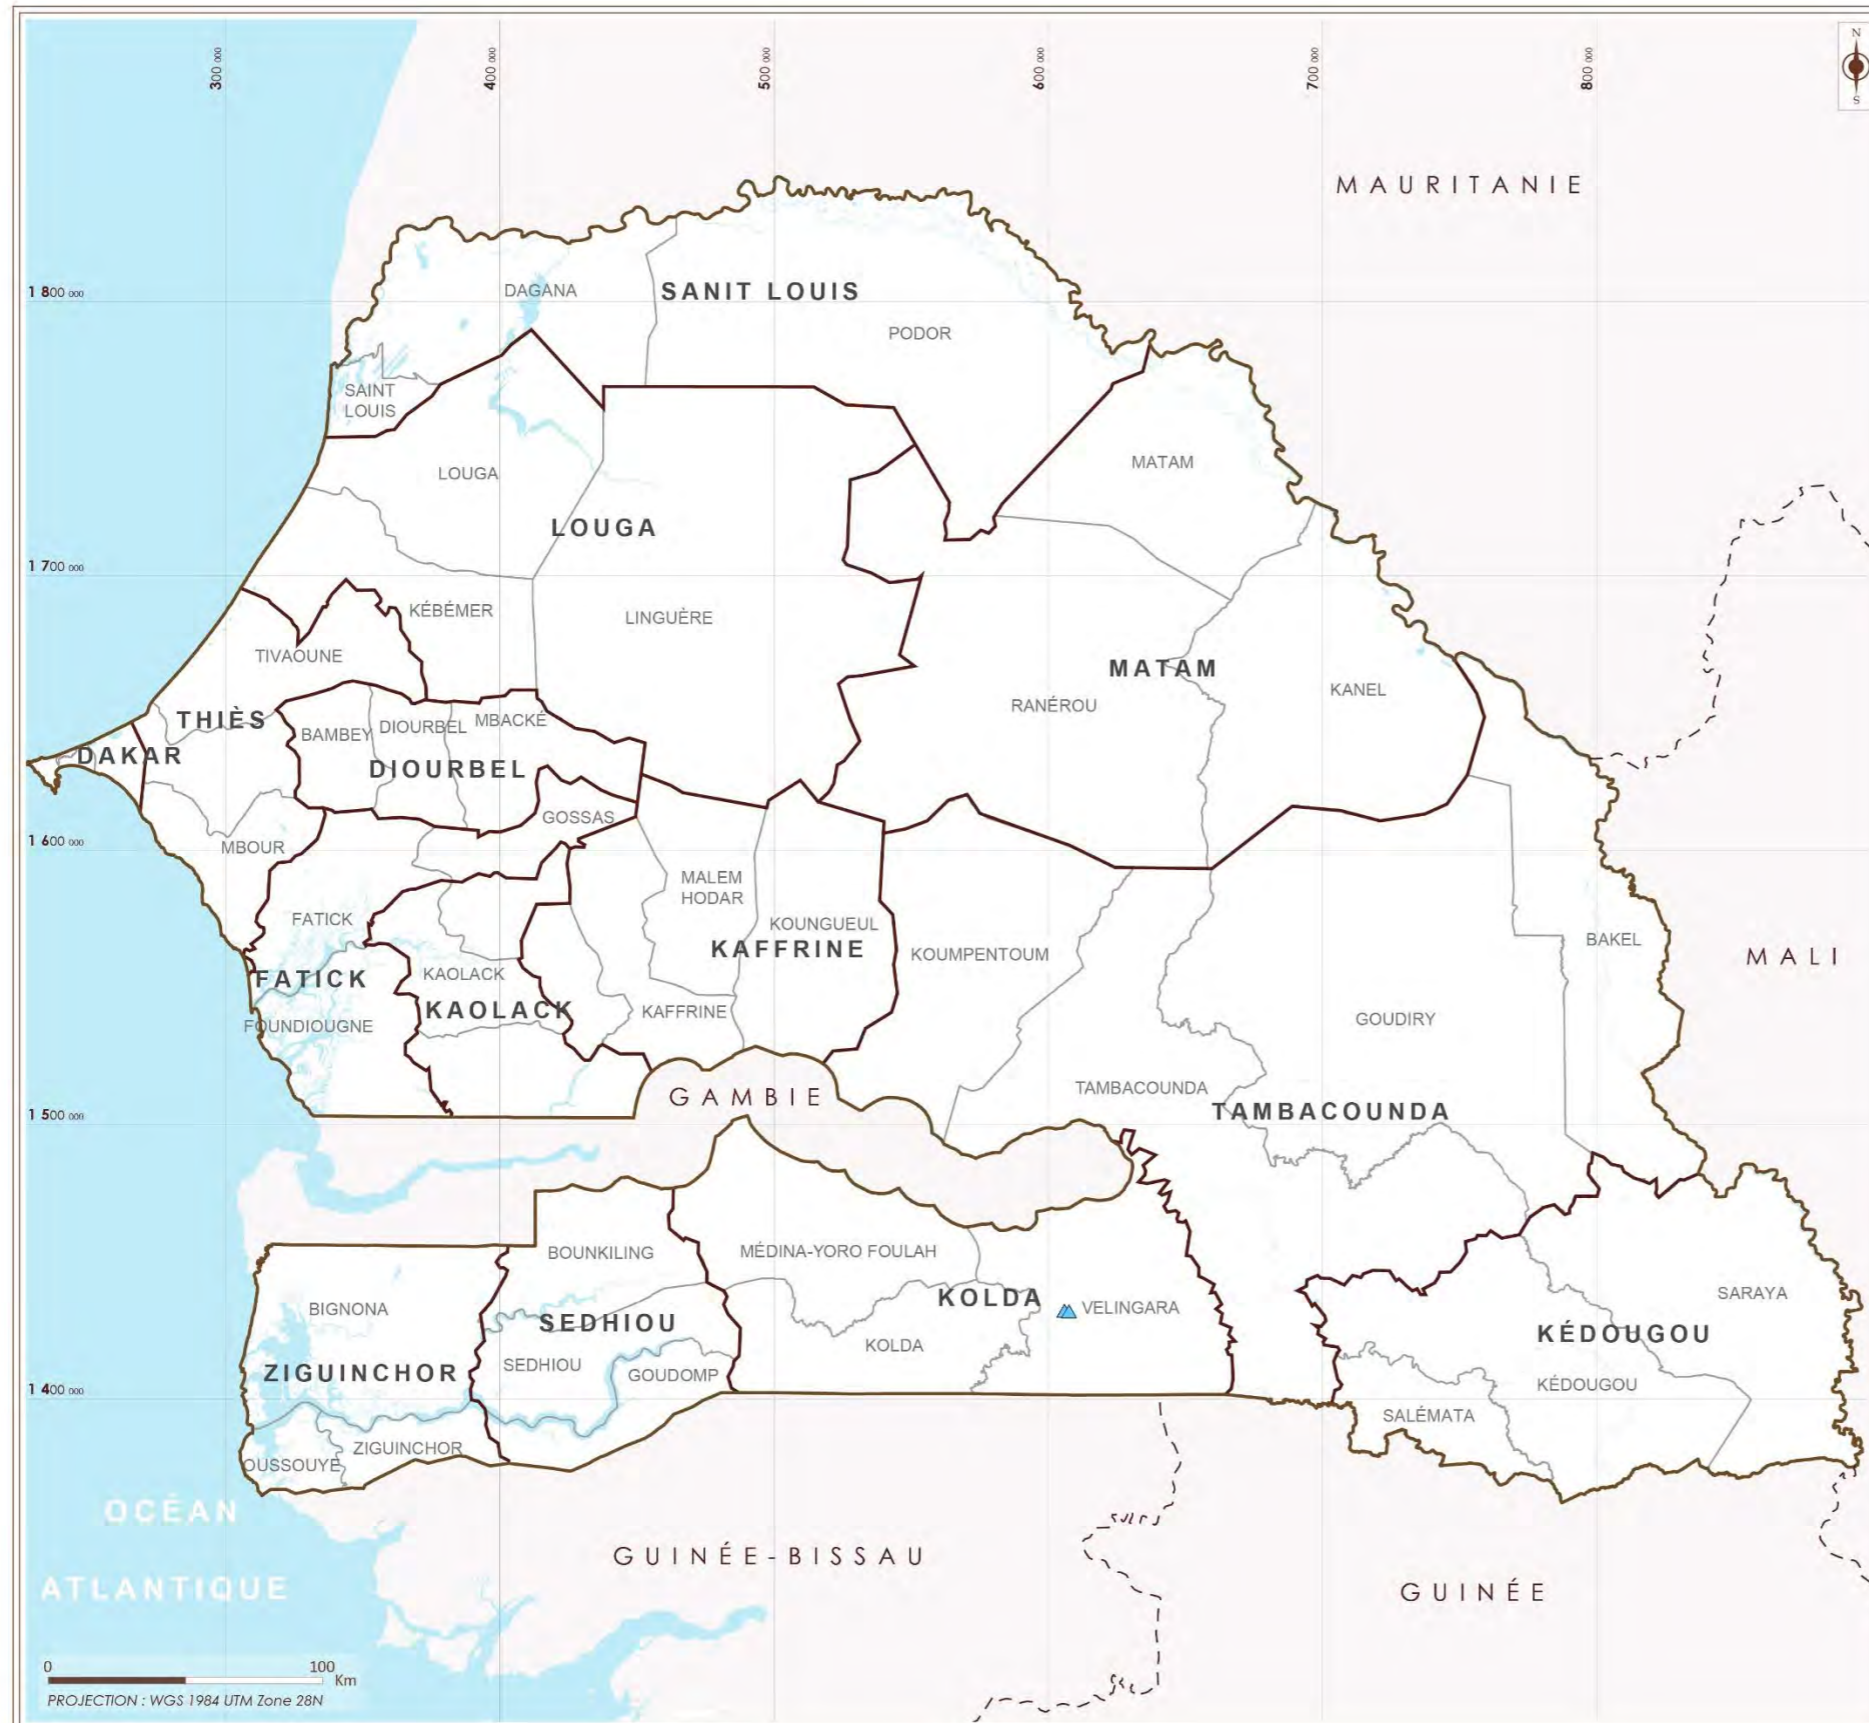 300 000
400 000
500 000
600 000
700 000
800 000
N
S
MAURITANIE
1 800 000
DAGANA
SANIT LOUIS
PODOR
SAINT
LOUIS
LOUGA
MATAM
LOUGA
1 700 000
KÉBÉMER
LINGUÈRE
TIVAOUNE
MATAM
KANEL
RANÉROU
THIÈS
BAMBEY
DIOURBEL
MBACKÉ
DAKAR
DIOURBEL
GOSSAS
1 600 000
MBOUR
MALEM
HODAR
FATICK
KOUNGUEUL
KAFFRINE
KOUMPENTOUM
BAKEL
MALI
FATICK
KAOLACK
KAOLACK
KAFFRINE
GOUDIRY
FOUNDIOUGNE
GAMBIE
TAMBACOUNDA
TAMBACOUNDA
1 500 000
BOUNKILING
MÉDINA-YORO FOULAH
BIGNONA
KOLDA
VELINGARA
SARAYA
SEDHIOU
KÉDOUGOU
KOLDA
SEDHIOU
GOUDOMP
ZIGUINCHOR
KÉDOUGOU
1 400 000
SALÉMATA
ZIGUINCHOR
OUSSOUYE
OCÉAN
ATLANTIQUE
GUINÉE-BISSAU
GUINÉE
0 100
Km
PROJECTION : WGS 1984 UTM Zone 28N